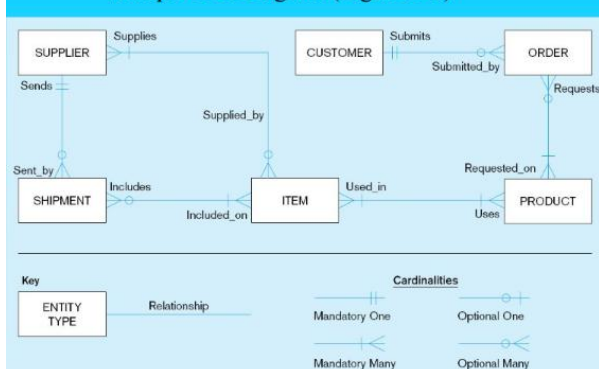 SUPPLIER
Supplies
CUSTOMER
Submits
Submitted_by
ORDER
Sends
Requests
Supplied_by
Sent_by
Requested_on
SHIPMENT
Includes
Included_on
ITEM
Used_in
Uses
PRODUCT
Key
Cardinalities
ENTITY
TYPE
Relationship
Mandatory One
Optional One
Mandatory Many
Optional Many